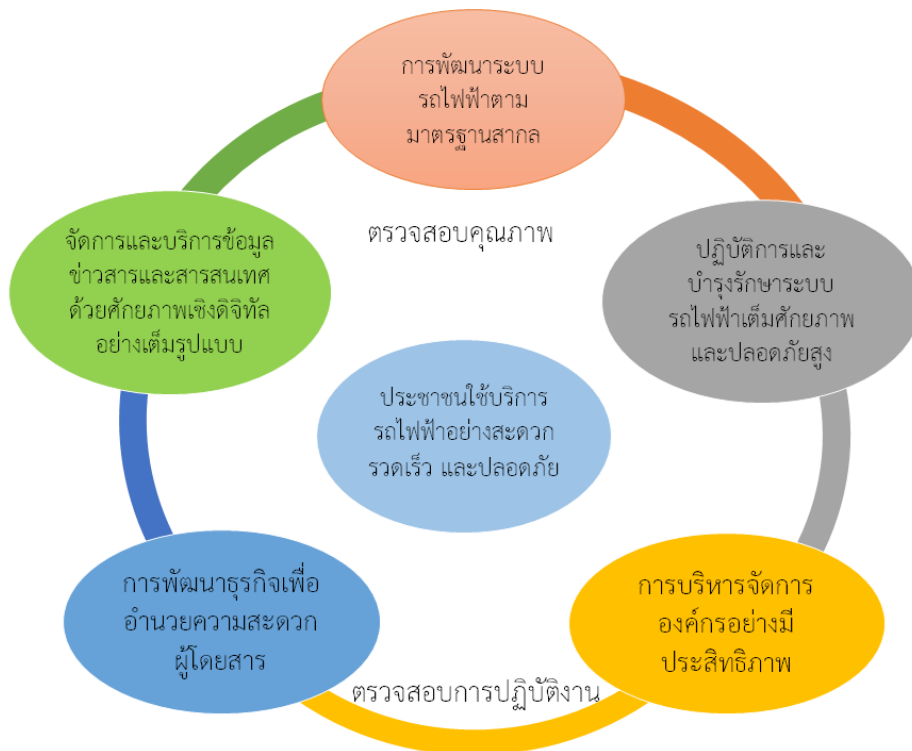 การพัฒนาระบบ
รถไฟฟ้าตาม
มาตรฐานสากล
ตรวจสอบคุณภาพ
จัดการและบริการข้อมูล
ข่าวสารและสารสนเทศ
ด้วยศักยภาพเชิงดิจิทัล
อย่างเต็มรูปแบบ
ปฏิบัติการและ
บำรุงรักษาระบบ
รถไฟฟ้าเต็มศักยภาพ
และปลอดภัยสูง
ประชาชนใช้บริการ
รถไฟฟ้าอย่างสะดวก
รวดเร็ว และปลอดภัย
การพัฒนาธุรกิจเพื่อ
อำนวยความสะดวก
ผู้โดยสาร
การบริหารจัดการ
องค์กรอย่างมี
ประสิทธิภาพ
ตรวจสอบการปฏิบัติงาน